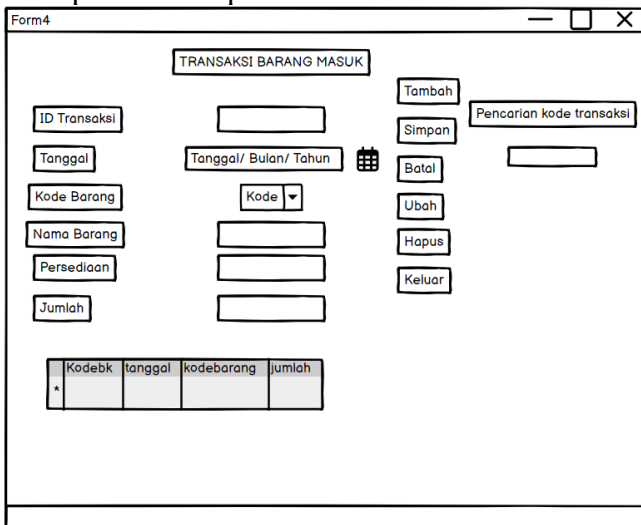 Form4
TRANSAKSI BARANG MASUK
ID Transaksi
Tanggal
Tanggal/ Bulan/ Tahun
Kode Barang
Kode
Nama Barang
Persediaan
Jumlah
Tambah
Simpan
Batal
Ubah
Hapus
Keluar
Pencarian kode transaksi
Kodebk tanggal kodebarang jumlah
*